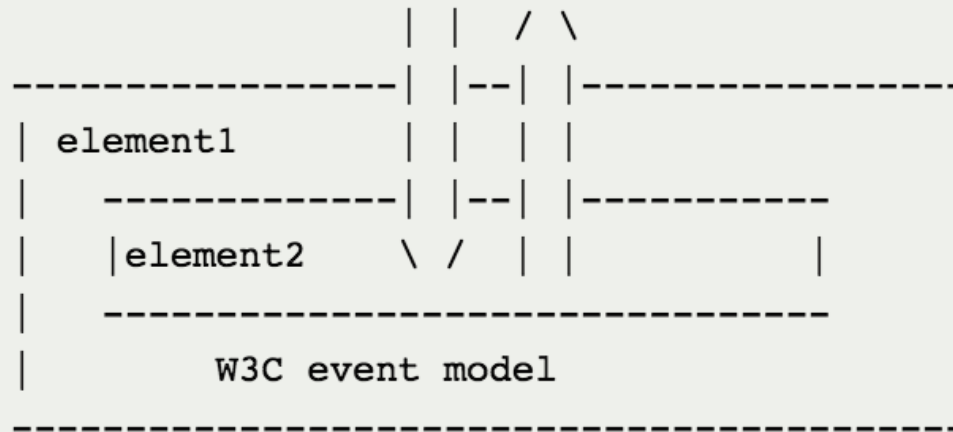 | |  / \
-----------------| |--| |-----------------
| element1       | |  | |
|   -------------| |--| |-----------
|   |element2    \ /  | |          |
|   --------------------------------
|        W3C event model
------------------------------------------